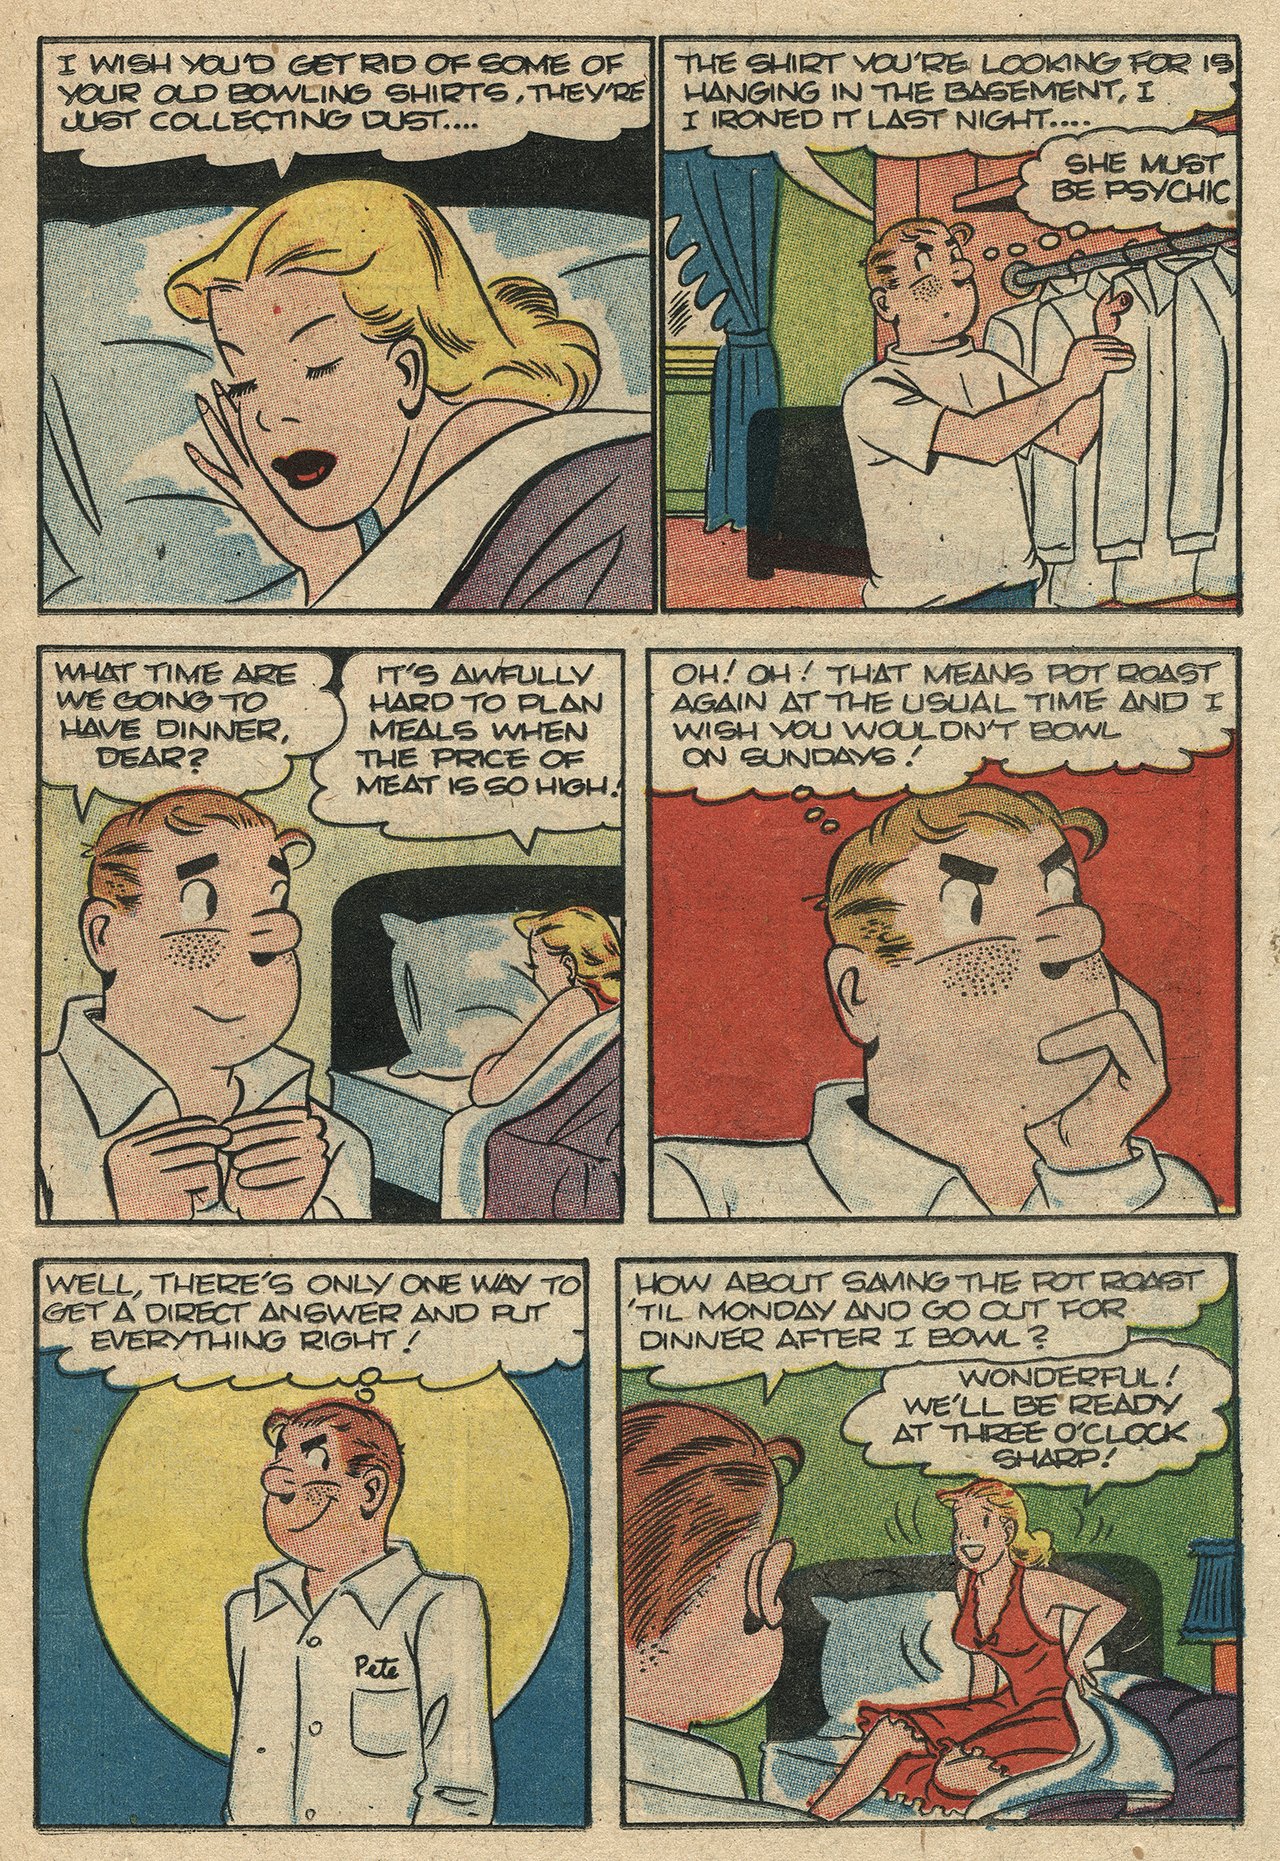 I WISH YOU'D GET RID OF SOME OF
YOUR OLD BOWLING SHIRTS, THEY'RE
JUST COLLECTING DUST....
THE SHIRT YOU'RE LOOKING FOR IS
HANGING IN THE BASEMENT, I
I IRONED IT LAST NIGHT....
SHE MUST
BE PSYCHIC
WHAT TIME ARE
WE GOING TO
HAVE DINNER,
DEAR?
IT'S AWFULLY
HARD TO PLAN
MEALS WHEN
THE PRICE OF
MEAT IS SO HIGH!
OH! OH! THAT MEANS POT ROAST
AGAIN AT THE USUAL TIME AND I
WISH YOU WOULDN'T BOWL
ON SUNDAYS!
WELL, THERE'S ONLY ONE WAY TO
GET A DIRECT ANSWER AND PUT
EVERYTHING RIGHT!
Pete
HOW ABOUT SAVING THE POT ROAST
'TIL MONDAY AND GO OUT FOR
DINNER AFTER I BOWL?
WONDERFUL!
WE'LL BE READY
AT THREE O'CLOCK
SHARP!